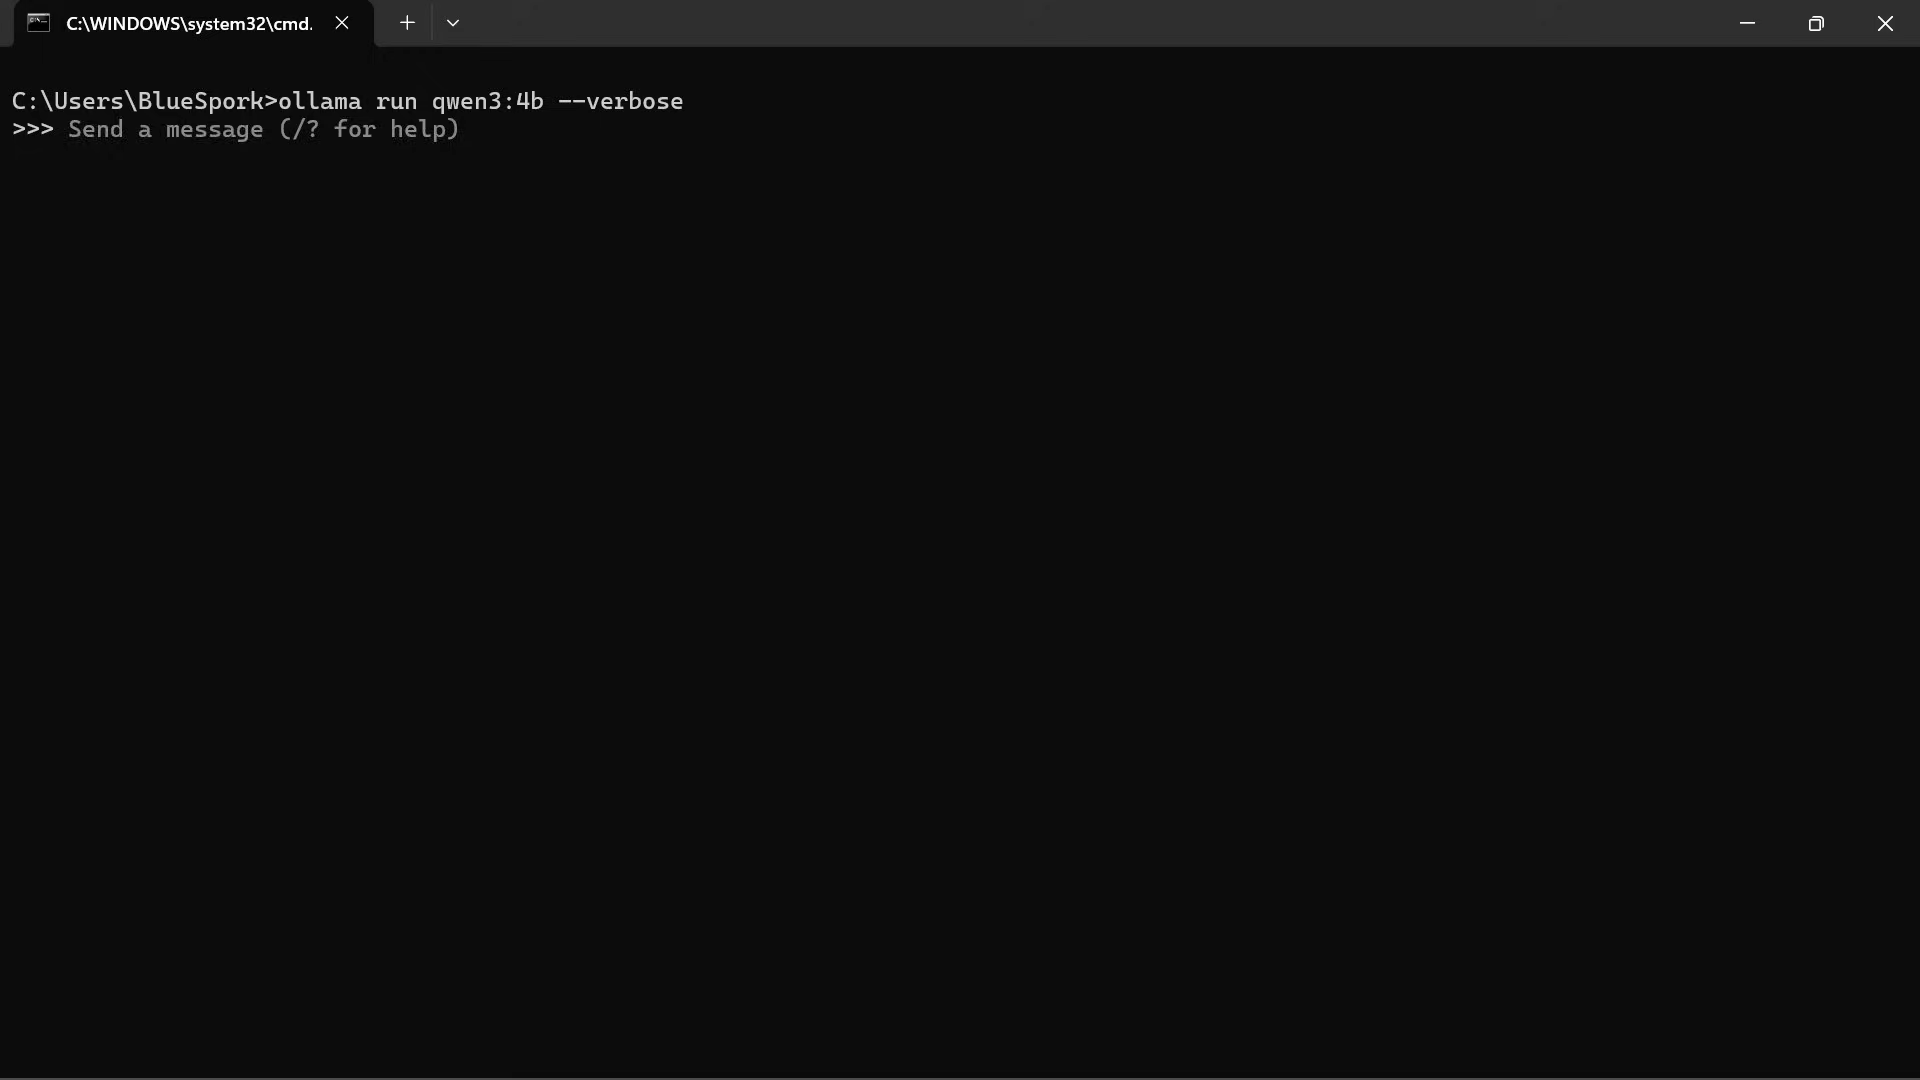 C:\WINDOWS\system32\cmd.
C:\Users\BlueSpork>ollama run qwen3:4b --verbose
>>> Send a message (/? for help)